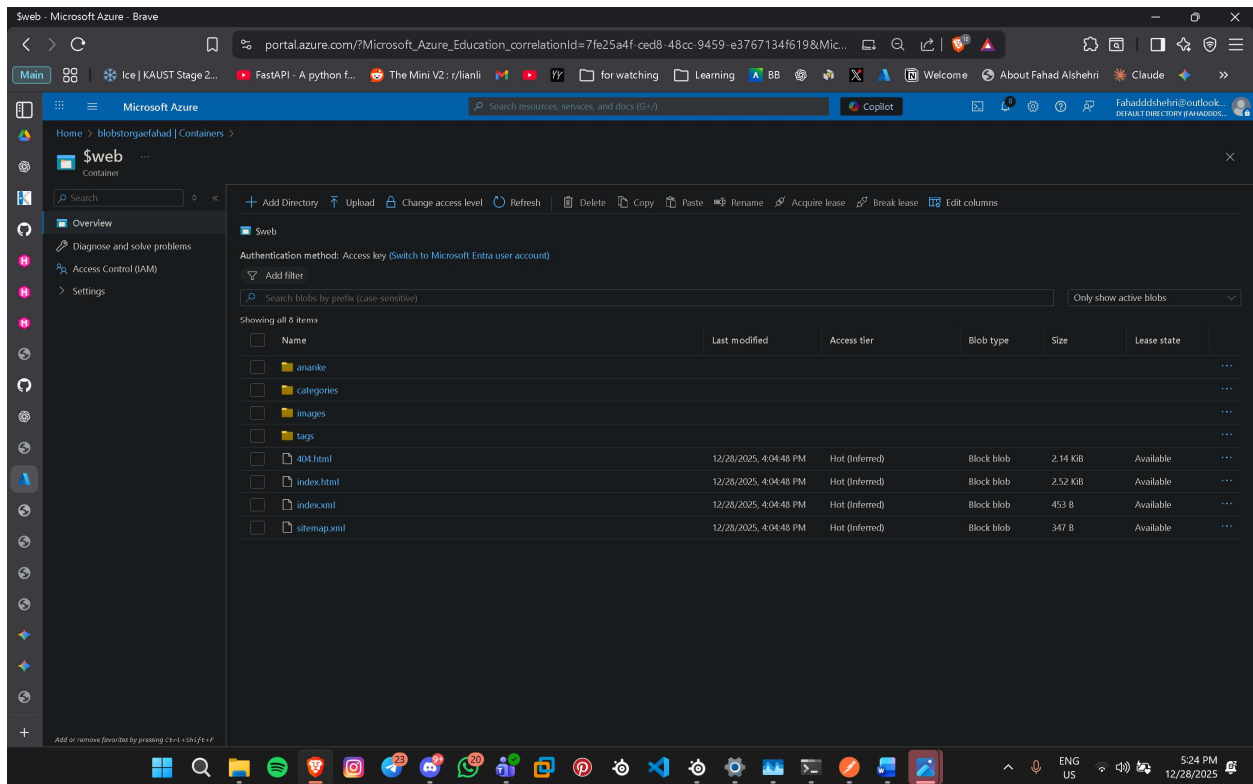 $web - Microsoft Azure - Brave
portal.azure.com/?Microsoft_Azure_Education_correlationId=7fe25a4f-ced8-48cc-9459-e3767134f619&Mic...
Main
Ice | KAUST Stage 2...
FastAPI - A python f...
The Mini V2 : r/lianli
for watching
Learning
BB
Welcome
About Fahad Alshehri
Claude
»
Microsoft Azure
Search resources, services, and docs (G+/)
Copilot
Fahadddshehri@outlook...
DEFAULT DIRECTORY (FAHADDDS...
Home > blobstorgaefahad | Containers >
$web ...
Container
Search
«
Add Directory
Upload
Change access level
Refresh
Delete
Copy
Paste
Rename
Acquire lease
Break lease
Edit columns
Overview
Diagnose and solve problems
Access Control (IAM)
Settings
$web
Authentication method: Access key (Switch to Microsoft Entra user account)
Add filter
Search blobs by prefix (case-sensitive)
Only show active blobs
Showing all 8 items
Name Last modified Access tier Blob type Size Lease state
ananke
categories
images
tags
404.html 12/28/2025, 4:04:48 PM Hot (Inferred) Block blob 2.14 KiB Available
index.html 12/28/2025, 4:04:48 PM Hot (Inferred) Block blob 2.52 KiB Available
index.xml 12/28/2025, 4:04:48 PM Hot (Inferred) Block blob 453 B Available
sitemap.xml 12/28/2025, 4:04:48 PM Hot (Inferred) Block blob 347 B Available
Add or remove favorites by pressing Ctrl+Shift+F
23
9+
20
ENG
US
5:24 PM
12/28/2025